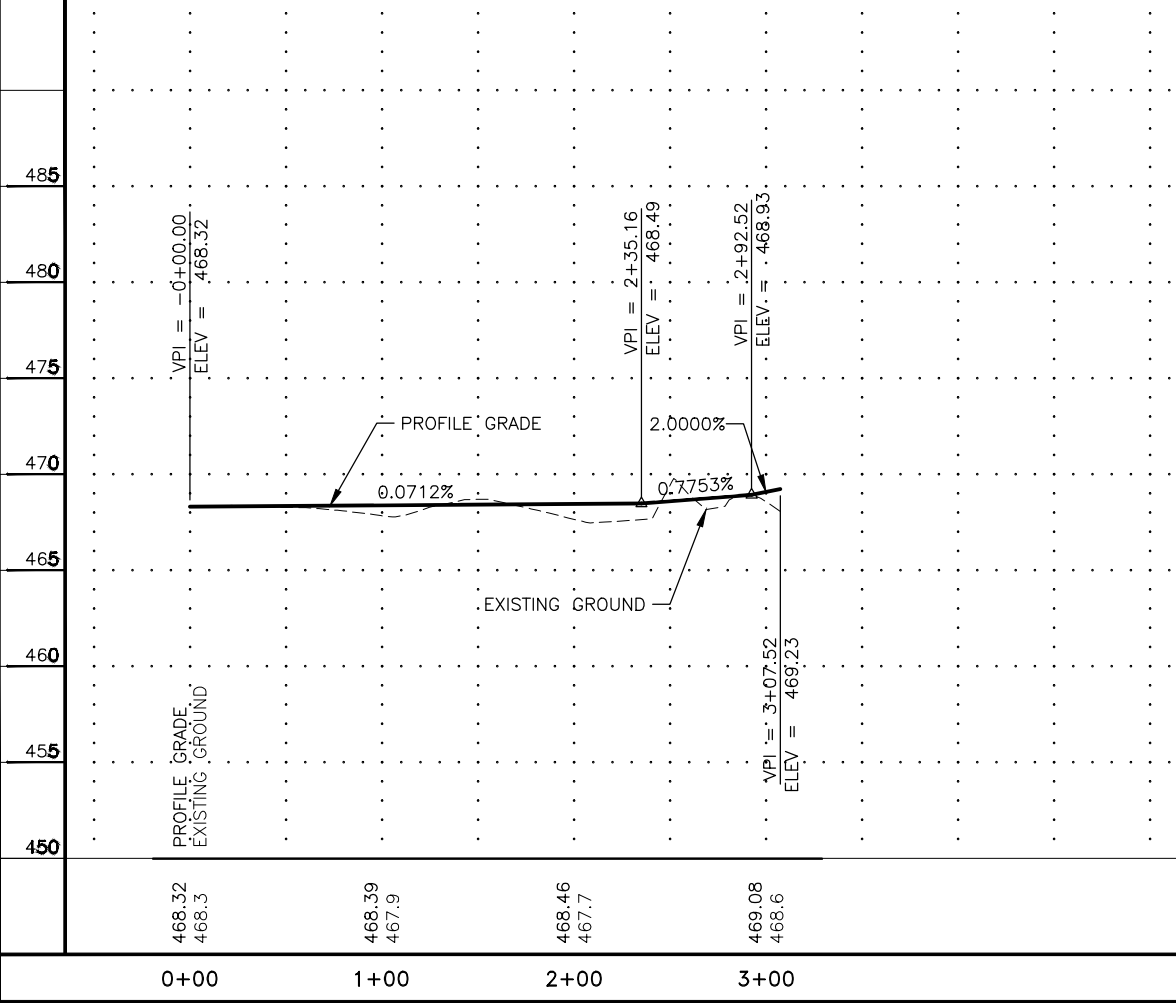 485
480
475
470
465
460
455
450
VPI = -0+00.00
ELEV = 468.32
VPI = 2+35.16
ELEV = 468.49
VPI = 2+92.52
ELEV = 468.93
PROFILE GRADE
2.0000%
0.0712%
0.7753%
EXISTING GROUND
VPI = 3+07.52
ELEV = 469.23
PROFILE GRADE
EXISTING GROUND
468.32
468.3
468.39
467.9
468.46
467.7
469.08
468.6
0+00
1+00
2+00
3+00